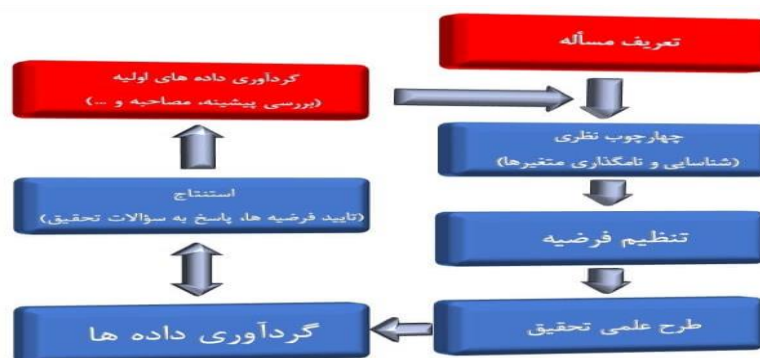 تعریف مسأله
گردآوری داده های اولیه
(بررسی پیشینه، مصاحبه و ...)
چهارچوب نظری
(شناسایی و نامگذاری متغیرها)
استنتاج
(تایید فرضیه ها، پاسخ به سؤالات تحقیق)
تنظیم فرضیه
طرح علمی تحقیق
گردآوری داده ها